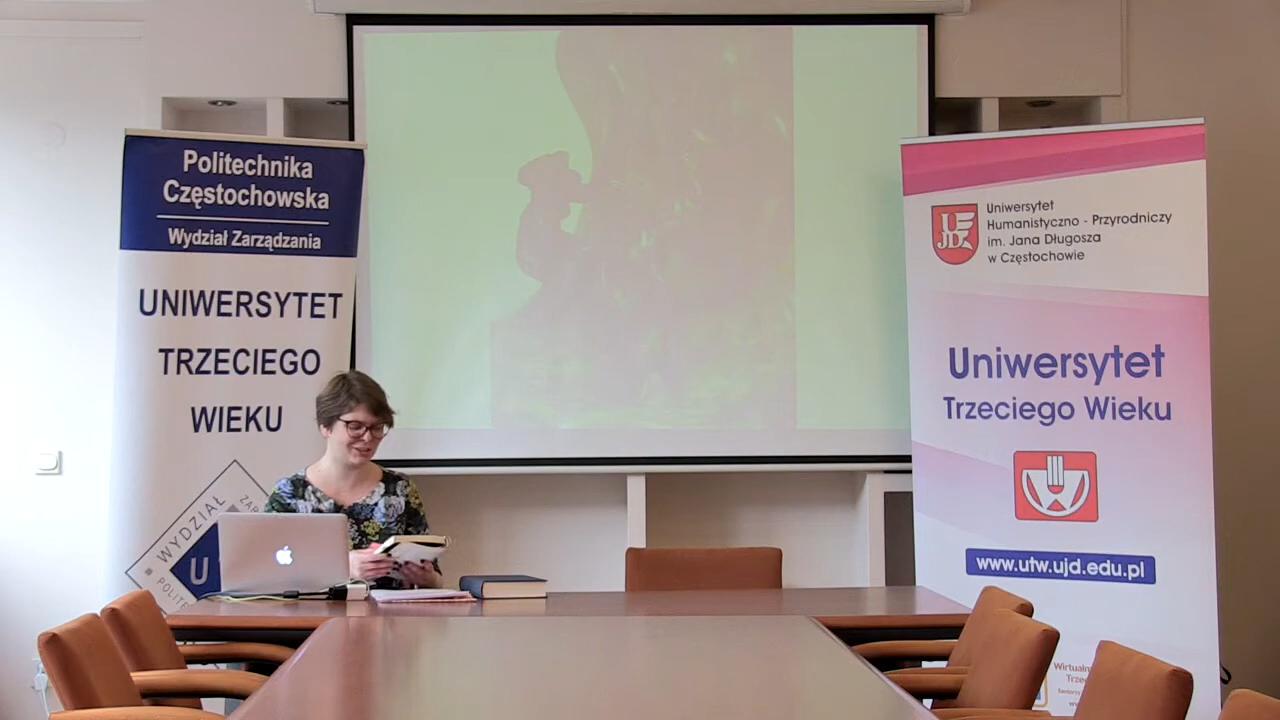 Politechnika
Częstochowska
Wydział Zarządzania
UNIWERSYTET
TRZECIEGO
WIEKU
WYDZIAŁ
U
UJD
Uniwersytet
Humanistyczno - Przyrodniczy
im. Jana Długosza
w Częstochowie
Uniwersytet
Trzeciego Wieku
www.utw.ujd.edu.pl